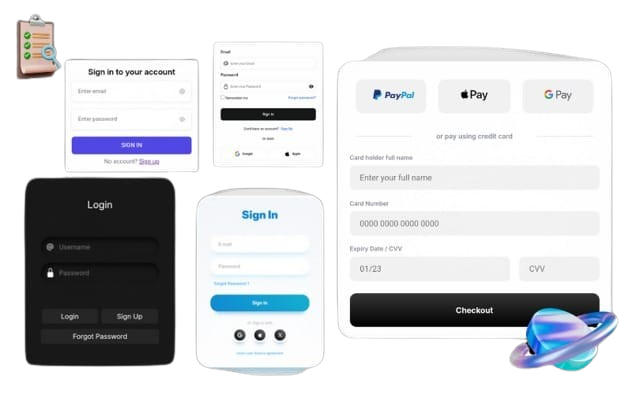 Sign in to your account
Enter email
Enter password
SIGN IN
No account? Sign up
Email
Enter your Email
Password
Enter your Password
Remember me
Forgot password?
Sign In
Don't have an account? Sign Up
Or With
Google
Apple
PayPal
Pay
G Pay
or pay using credit card
Card holder full name
Enter your full name
Card Number
0000 0000 0000 0000
Expiry Date / CVV
01/23
CVV
Checkout
Login
@ Username
Password
Login
Sign Up
Forgot Password
Sign In
E-mail
Password
Forgot Password ?
Sign In
Or Sign in with
G
X